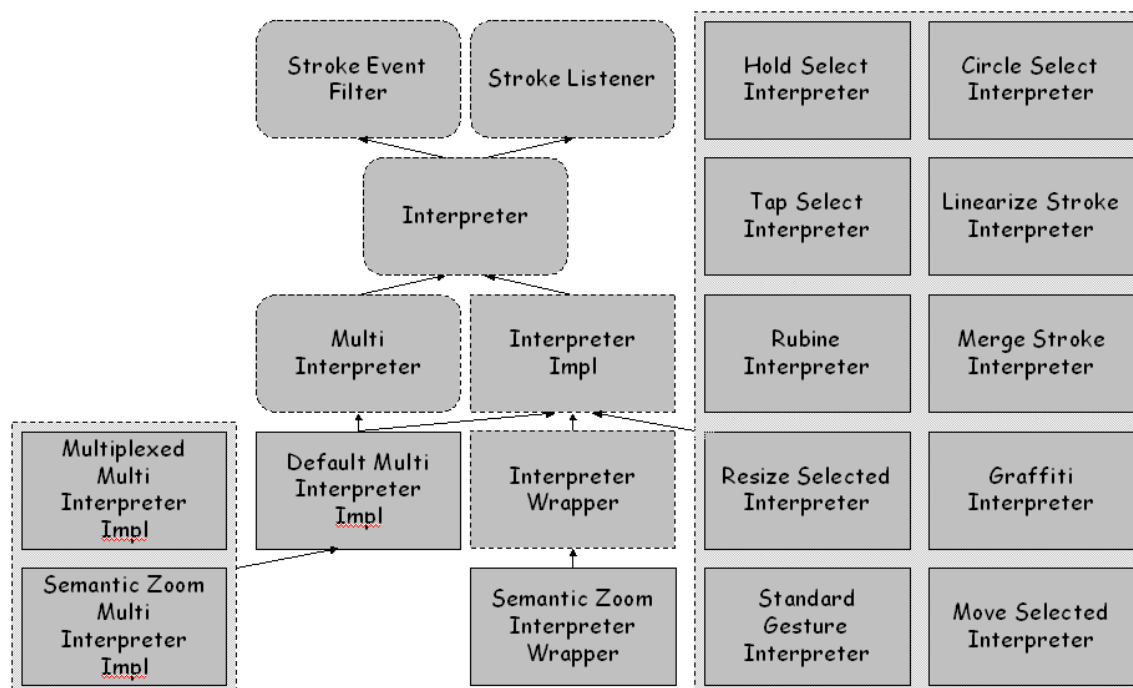 Stroke Event
Filter
Stroke Listener
Hold Select
Interpreter
Circle Select
Interpreter
Interpreter
Tap Select
Interpreter
Linearize Stroke
Interpreter
Multi
Interpreter
Interpreter
Impl
Rubine
Interpreter
Merge Stroke
Interpreter
Multiplexed
Multi
Interpreter
Impl
Default Multi
Interpreter
Impl
Interpreter
Wrapper
Resize Selected
Interpreter
Graffiti
Interpreter
Semantic Zoom
Multi
Interpreter
Impl
Semantic Zoom
Interpreter
Wrapper
Standard
Gesture
Interpreter
Move Selected
Interpreter